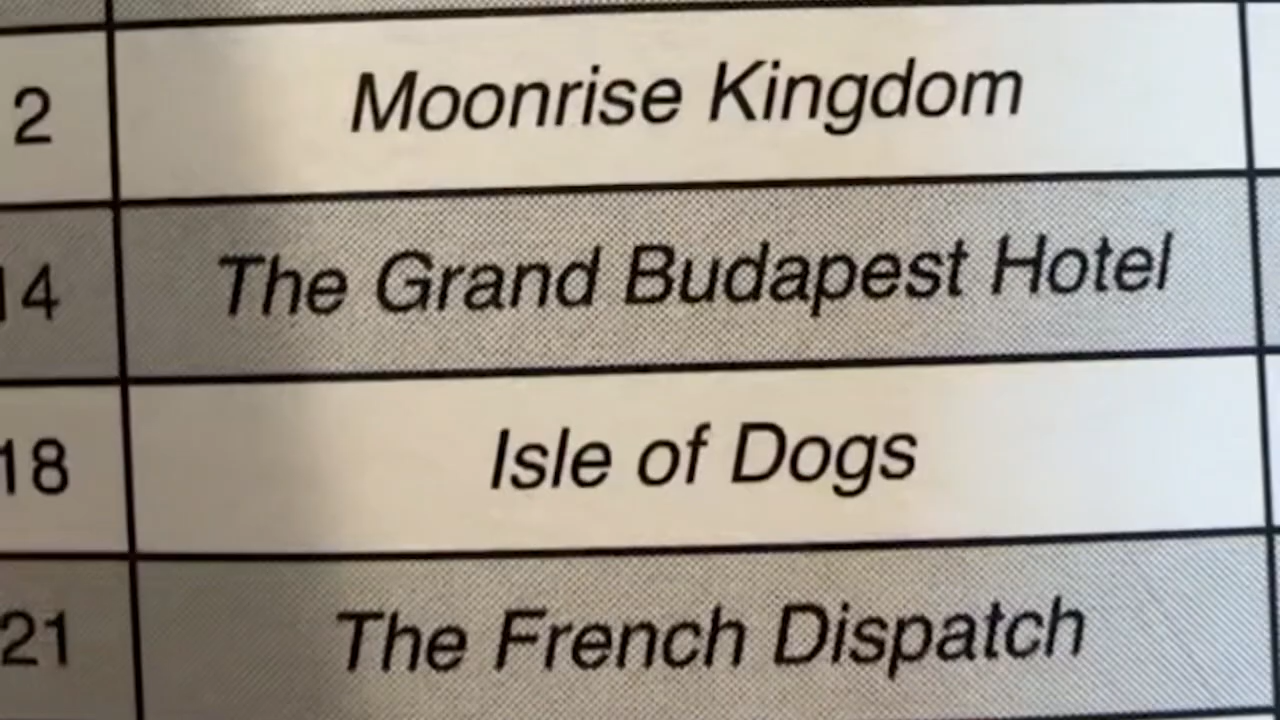 2 Moonrise Kingdom
14 The Grand Budapest Hotel
18 Isle of Dogs
21 The French Dispatch